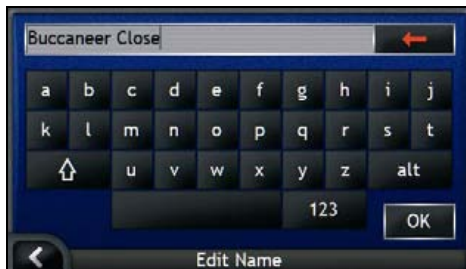 Buccaneer Close
a b c d e f g h i j
k l m n o p q r s t
u v w x y z alt
123
OK
Edit Name